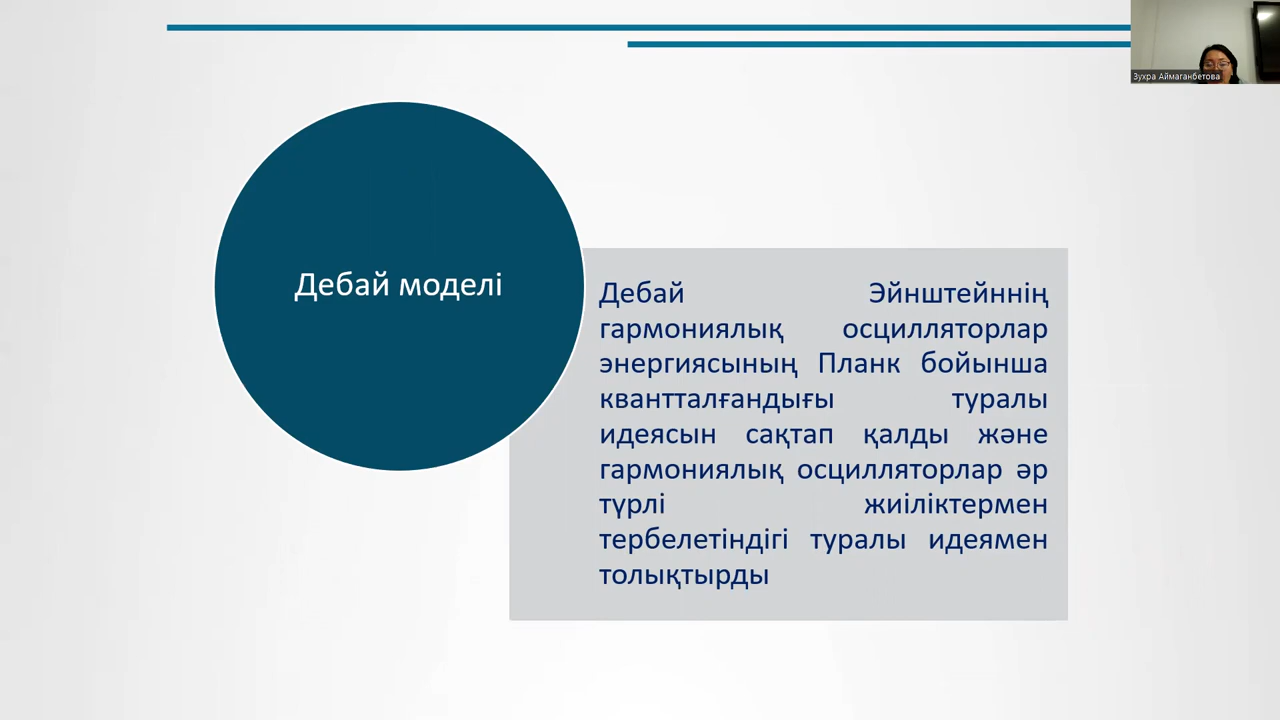 Зухра Аймаганбетова
Дебай моделі
Дебай Эйнштейннің
гармониялық осцилляторлар
энергиясының Планк бойынша
квантталғандығы туралы
идеясын сақтап қалды және
гармониялық осцилляторлар әр
түрлі жиіліктермен
тербелетіндігі туралы идеямен
толықтырды